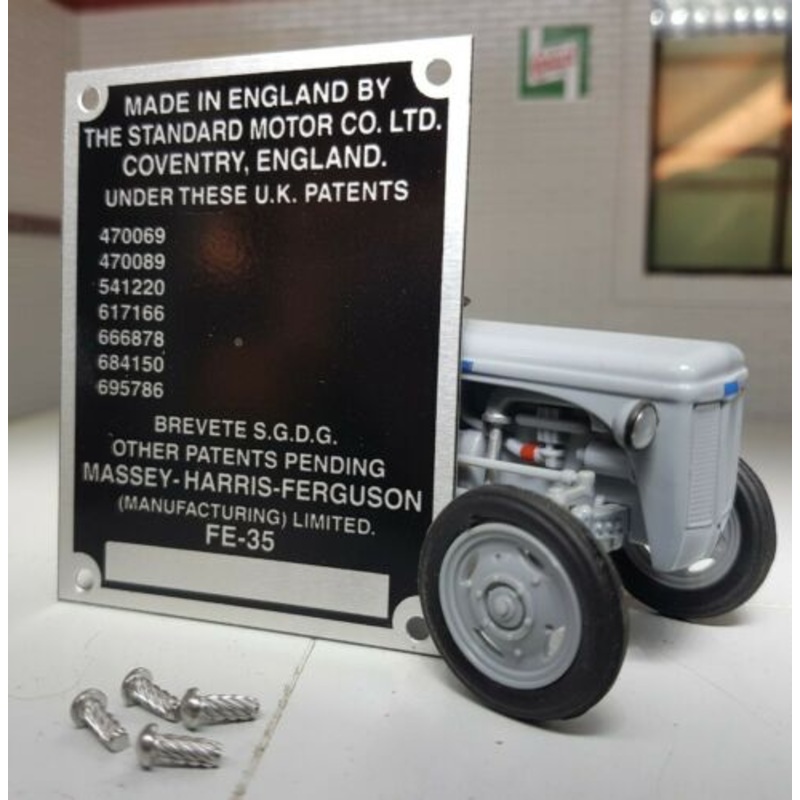 MADE IN ENGLAND BY
THE STANDARD MOTOR CO. LTD.
COVENTRY, ENGLAND.
UNDER THESE U.K. PATENTS
470069
470089
541220
617166
666878
684150
695786
BREVETE S.G.D.G.
OTHER PATENTS PENDING
MASSEY-HARRIS-FERGUSON
(MANUFACTURING) LIMITED.
FE-35